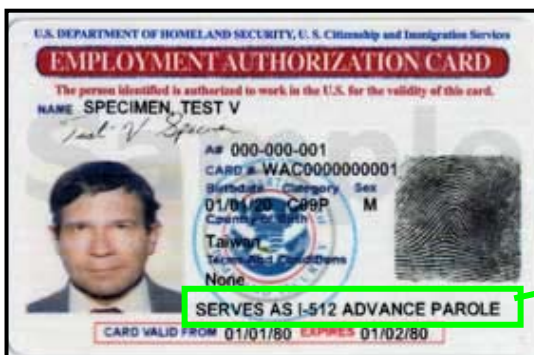 U.S. DEPARTMENT OF HOMELAND SECURITY, U. S. Citizenship and Immigration Services
EMPLOYMENT AUTHORIZATION CARD
The person identified is authorized to work in the U.S. for the validity of this card.
NAME SPECIMEN, TEST V
Test V Specimen
A# 000-000-001
CARD # WAC0000000001
Birthdate Category Sex
01/01/20 C09P M
Country of Birth
Taiwan
Terms and Conditions
None
SERVES AS I-512 ADVANCE PAROLE
CARD VALID FROM 01/01/80 EXPIRES 01/02/80